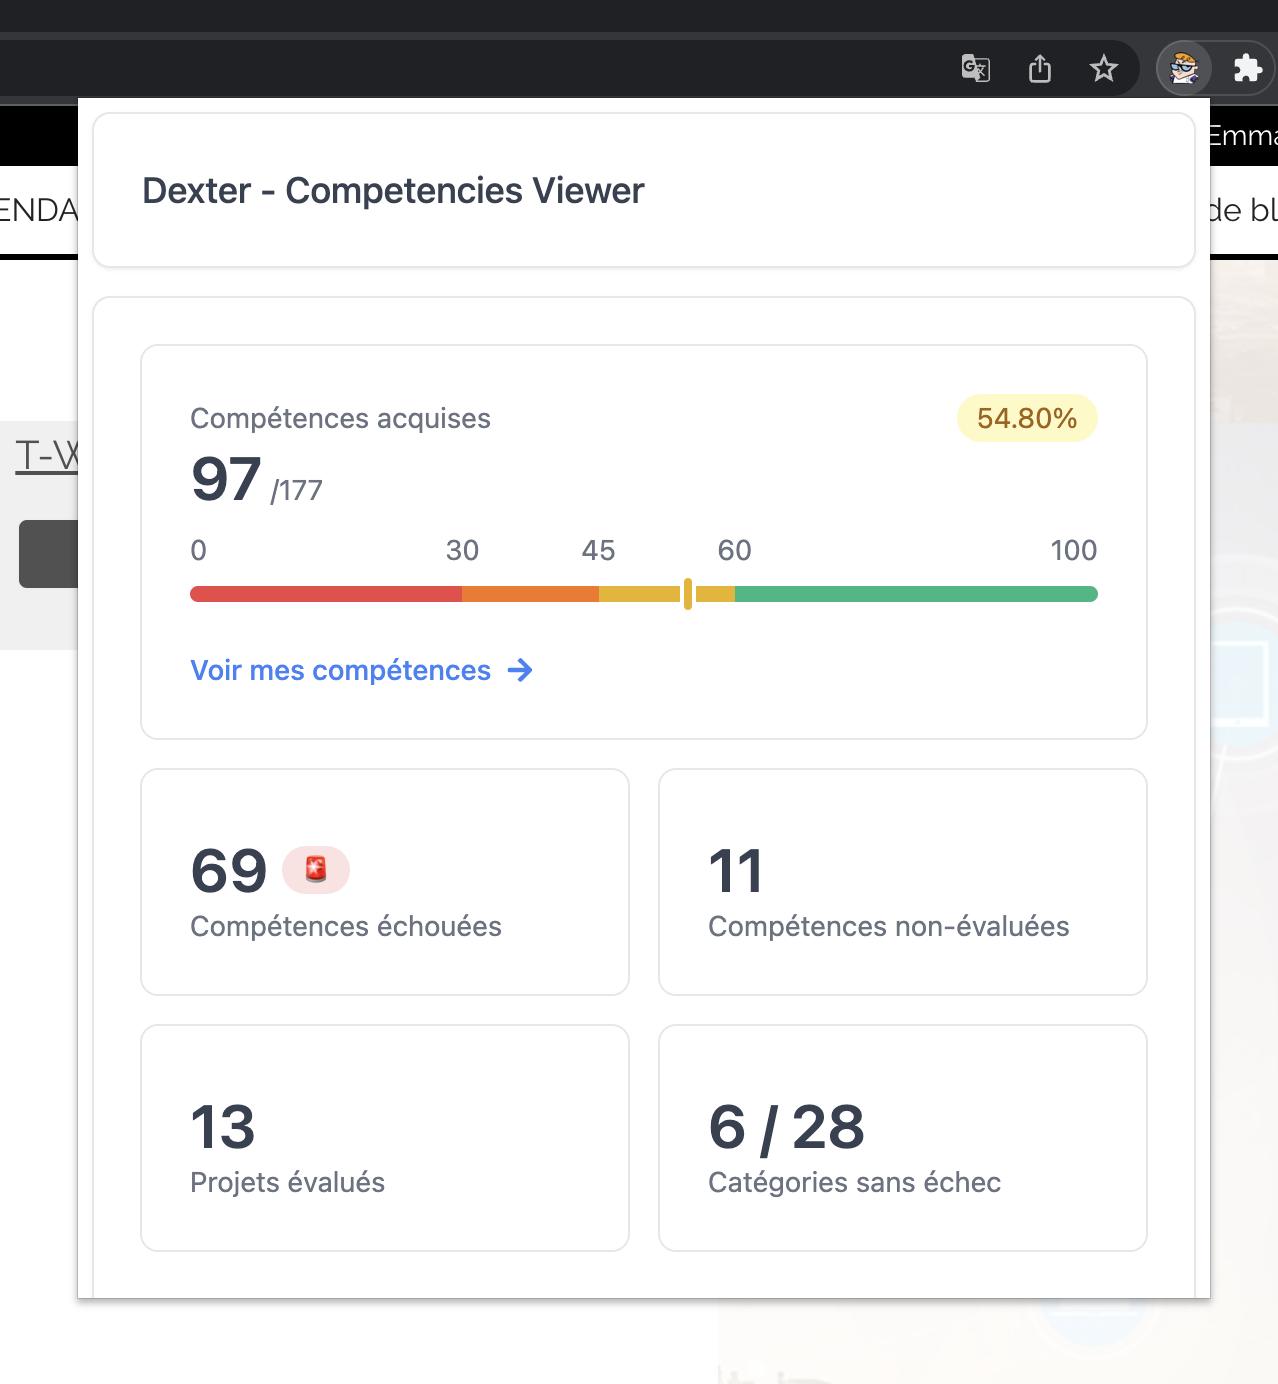 Emma
ENDA
de bl
T-W
Dexter - Competencies Viewer
Compétences acquises
54.80%
97 /177
0 30 45 60 100
Voir mes compétences →
69
Compétences échouées
11
Compétences non-évaluées
13
Projets évalués
6 / 28
Catégories sans échec